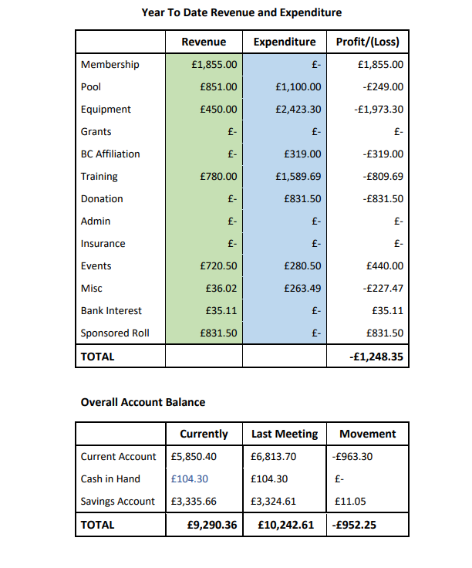 Year To Date Revenue and Expenditure
Revenue Expenditure Profit/(Loss)
Membership £1,855.00 £- £1,855.00
Pool £851.00 £1,100.00 -£249.00
Equipment £450.00 £2,423.30 -£1,973.30
Grants £- £- £-
BC Affiliation £- £319.00 -£319.00
Training £780.00 £1,589.69 -£809.69
Donation £- £831.50 -£831.50
Admin £- £- £-
Insurance £- £- £-
Events £720.50 £280.50 £440.00
Misc £36.02 £263.49 -£227.47
Bank Interest £35.11 £- £35.11
Sponsored Roll £831.50 £- £831.50
TOTAL -£1,248.35
Overall Account Balance
Currently Last Meeting Movement
Current Account £5,850.40 £6,813.70 -£963.30
Cash in Hand £104.30 £104.30 £-
Savings Account £3,335.66 £3,324.61 £11.05
TOTAL £9,290.36 £10,242.61 -£952.25